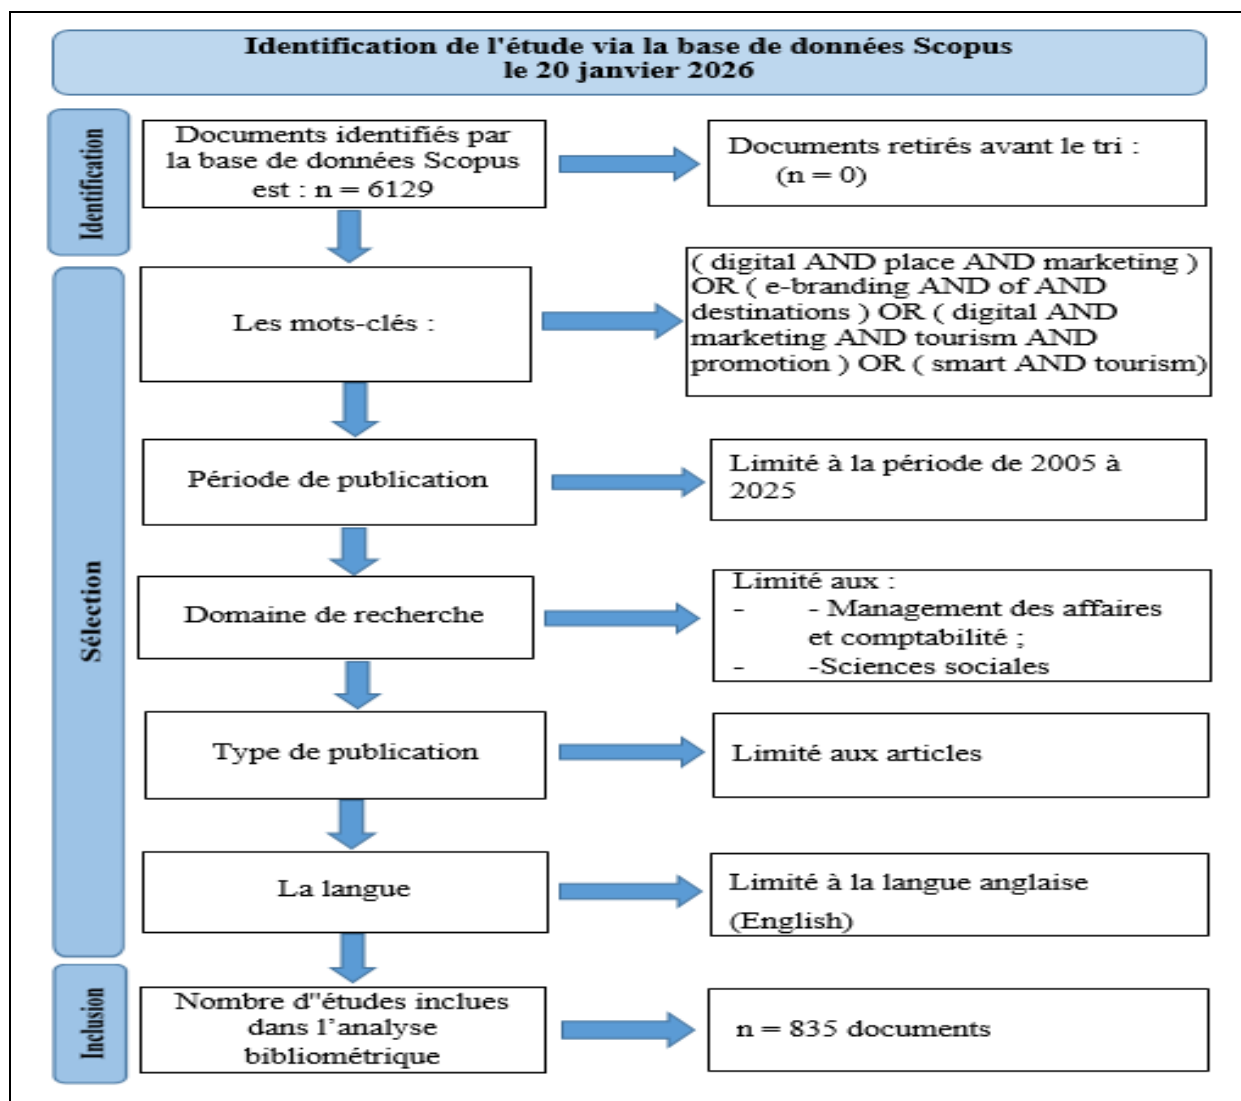 Identification de l'étude via la base de données Scopus
le 20 janvier 2026
Identification
Documents identifiés par
la base de données Scopus
est : n = 6129
Documents retirés avant le tri :
(n = 0)
Sélection
Les mots-clés :
( digital AND place AND marketing )
OR ( e-branding AND of AND
destinations ) OR ( digital AND
marketing AND tourism AND
promotion ) OR ( smart AND tourism)
Période de publication
Limité à la période de 2005 à
2025
Domaine de recherche
Limité aux :
- - Management des affaires
et comptabilité ;
- -Sciences sociales
Type de publication
Limité aux articles
La langue
Limité à la langue anglaise
(English)
Inclusion
Nombre d"études inclues
dans l’analyse
bibliométrique
n = 835 documents